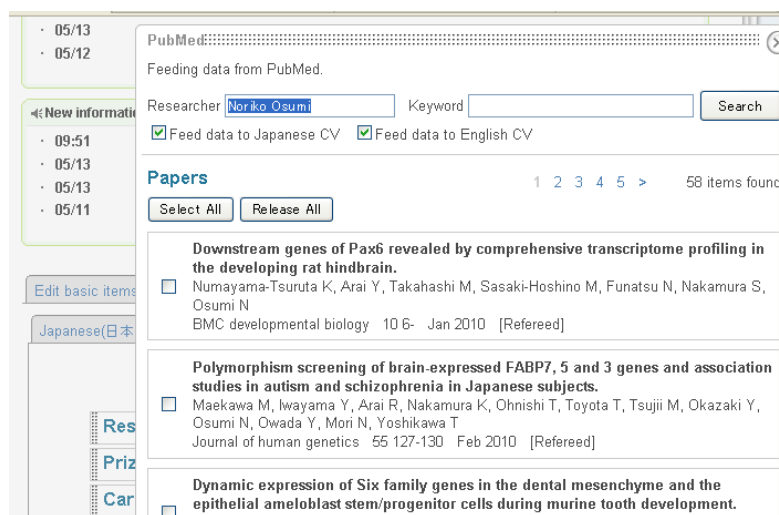 · 05/13
· 05/12
New informati
· 09:51
· 05/13
· 05/13
· 05/11
Edit basic items
Japanese(日本
Res
Priz
Car
PubMed
Feeding data from PubMed.
Researcher Noriko Osumi Keyword Search
Feed data to Japanese CV Feed data to English CV
Papers 1 2 3 4 5 > 58 items found
Select All Release All
Downstream genes of Pax6 revealed by comprehensive transcriptome profiling in
the developing rat hindbrain.
Numayama-Tsuruta K, Arai Y, Takahashi M, Sasaki-Hoshino M, Funatsu N, Nakamura S,
Osumi N
BMC developmental biology 10 6- Jan 2010 [Refereed]
Polymorphism screening of brain-expressed FABP7, 5 and 3 genes and association
studies in autism and schizophrenia in Japanese subjects.
Maekawa M, Iwayama Y, Arai R, Nakamura K, Ohnishi T, Toyota T, Tsujii M, Okazaki Y,
Osumi N, Owada Y, Mori N, Yoshikawa T
Journal of human genetics 55 127-130 Feb 2010 [Refereed]
Dynamic expression of Six family genes in the dental mesenchyme and the
epithelial ameloblast stem/progenitor cells during murine tooth development.